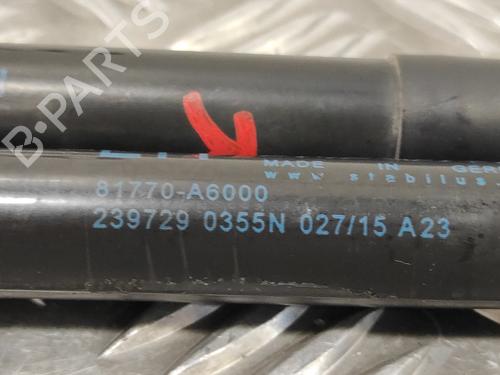 MADE IN GER
www.stabilus
81770-A6000
239729 0355N 027/15 A23
B-PARTS